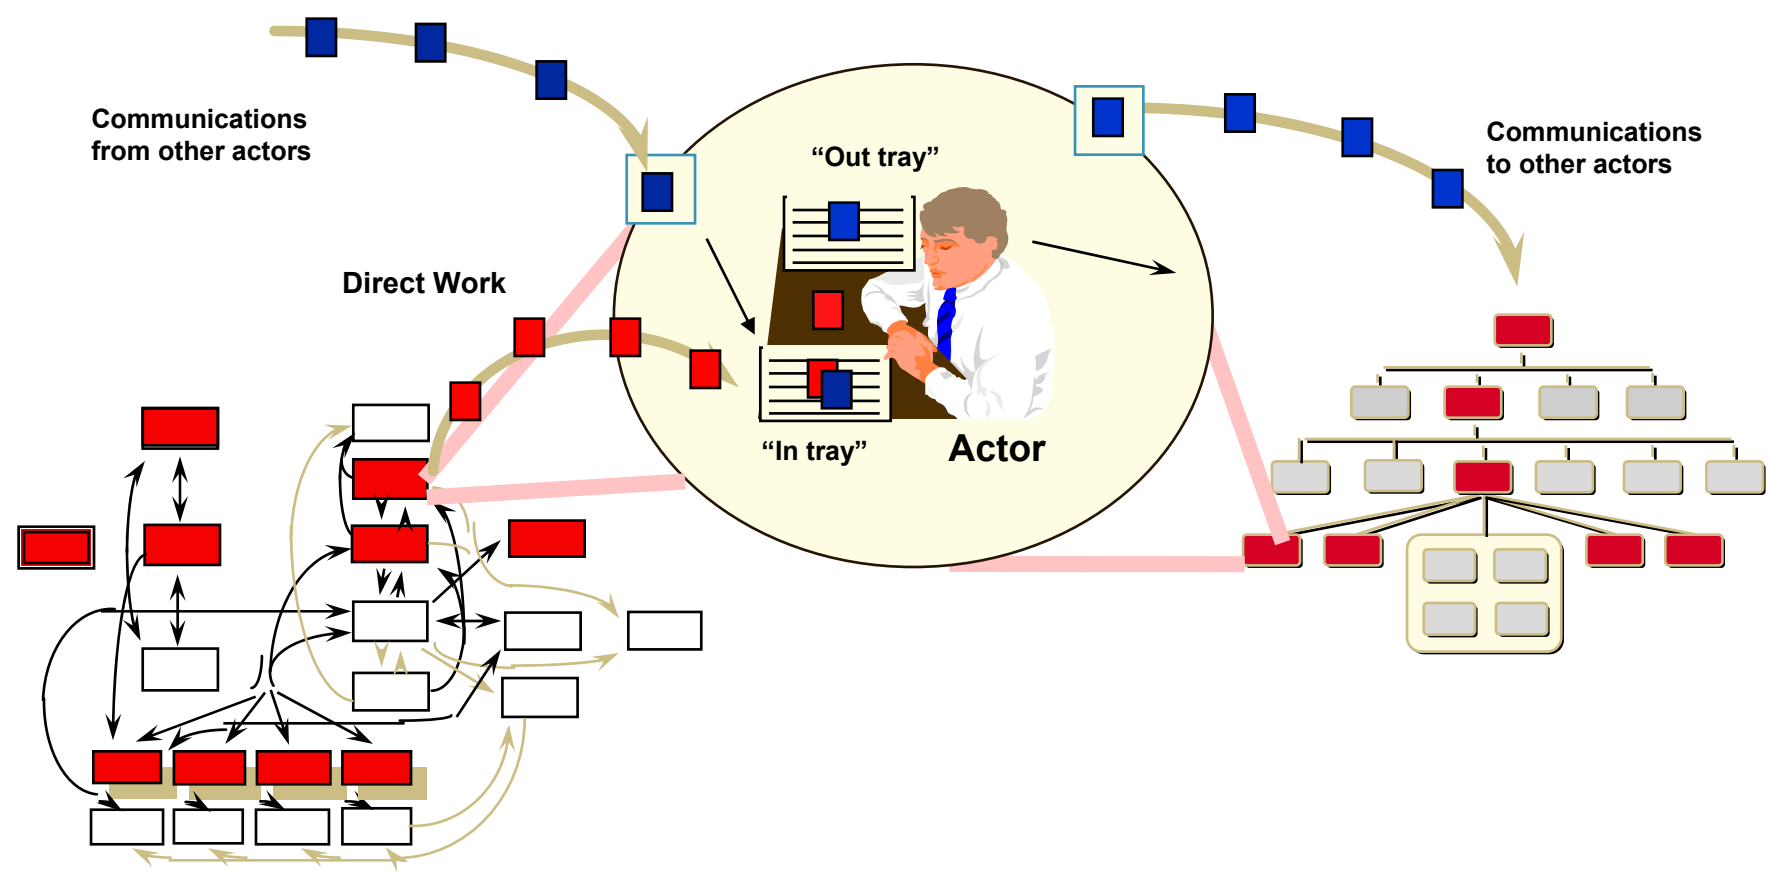 Communications
from other actors
“Out tray”
Communications
to other actors
Direct Work
“In tray”
Actor